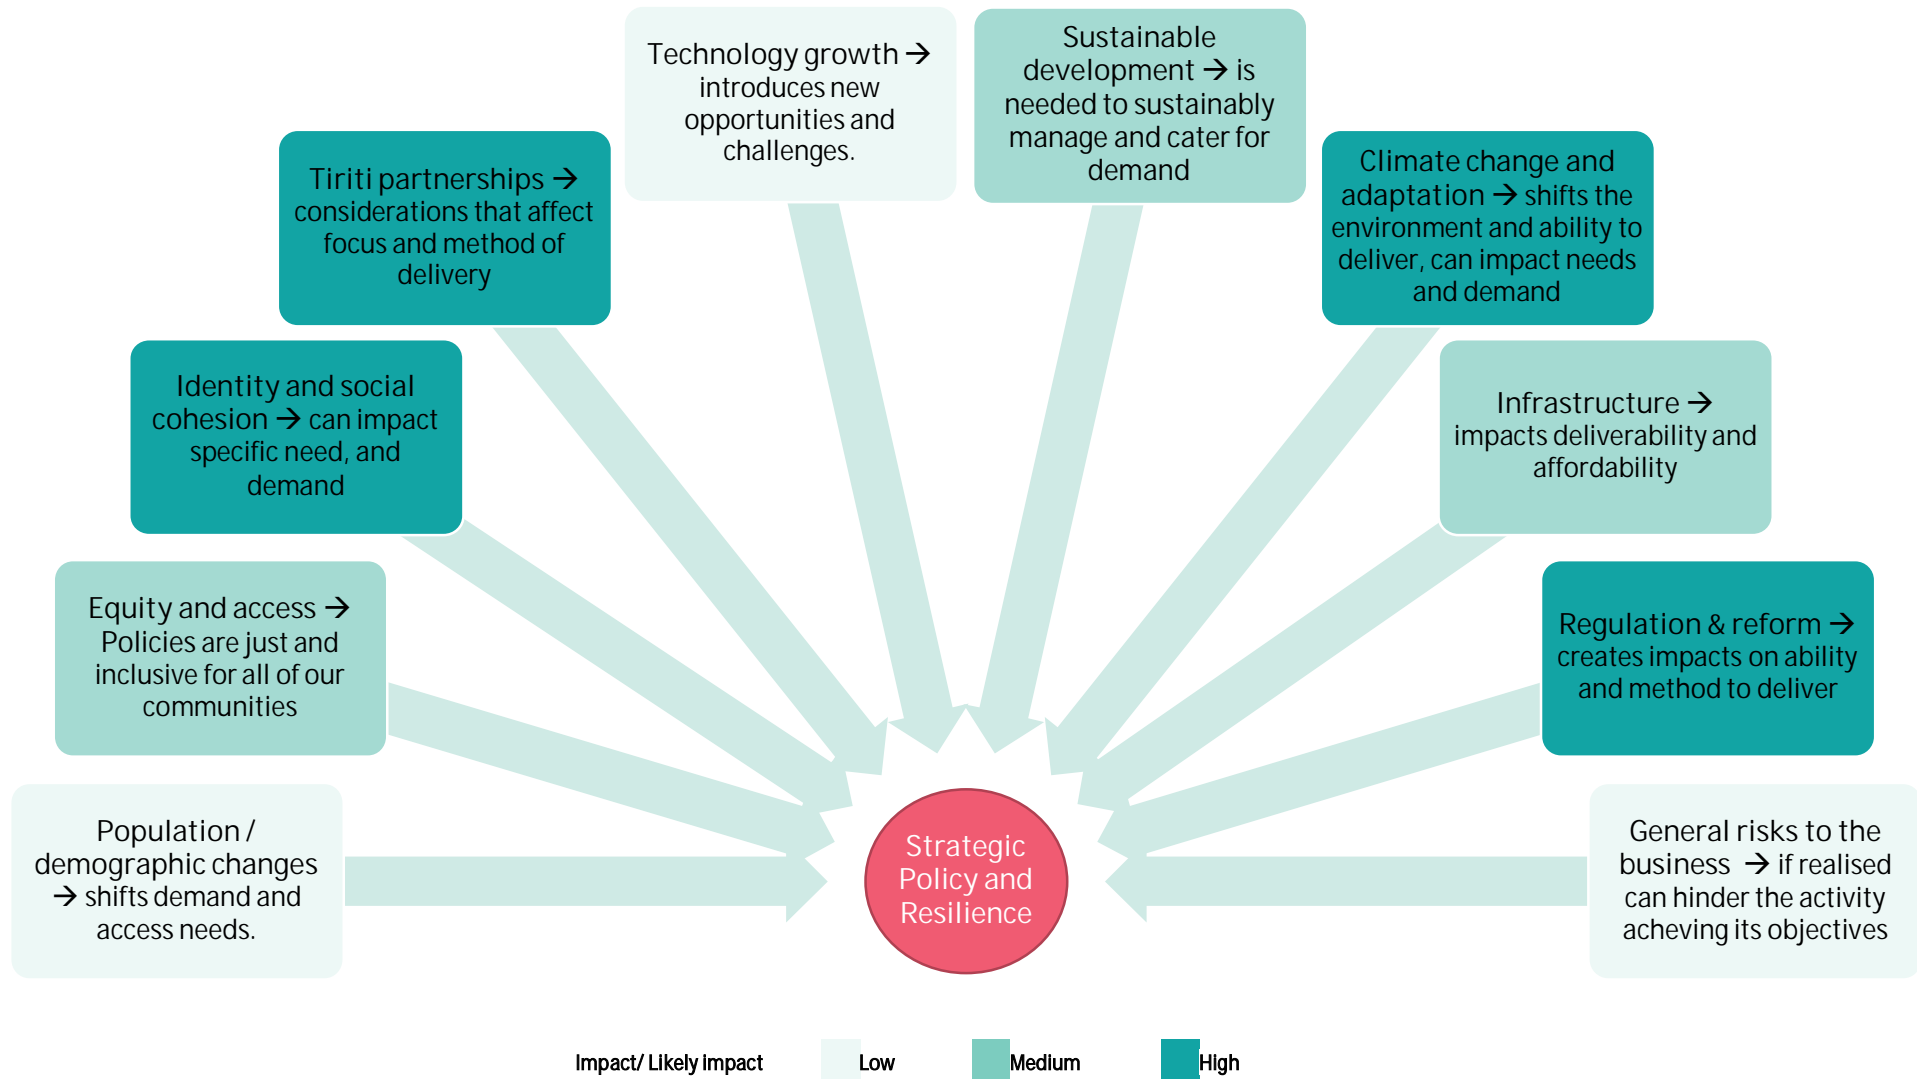 Technology growth →
introduces new
opportunities and
challenges.
Sustainable
development → is
needed to sustainably
manage and cater for
demand
Tiriti partnerships →
considerations that affect
focus and method of
delivery
Climate change and
adaptation → shifts the
environment and ability to
deliver, can impact needs
and demand
Identity and social
cohesion → can impact
specific need, and
demand
Infrastructure →
impacts deliverability and
affordability
Equity and access →
Policies are just and
inclusive for all of our
communities
Regulation & reform →
creates impacts on ability
and method to deliver
Population /
demographic changes
→ shifts demand and
access needs.
Strategic
Policy and
Resilience
General risks to the
business → if realised
can hinder the activity
acheving its objectives
Impact/ Likely impact Low Medium High